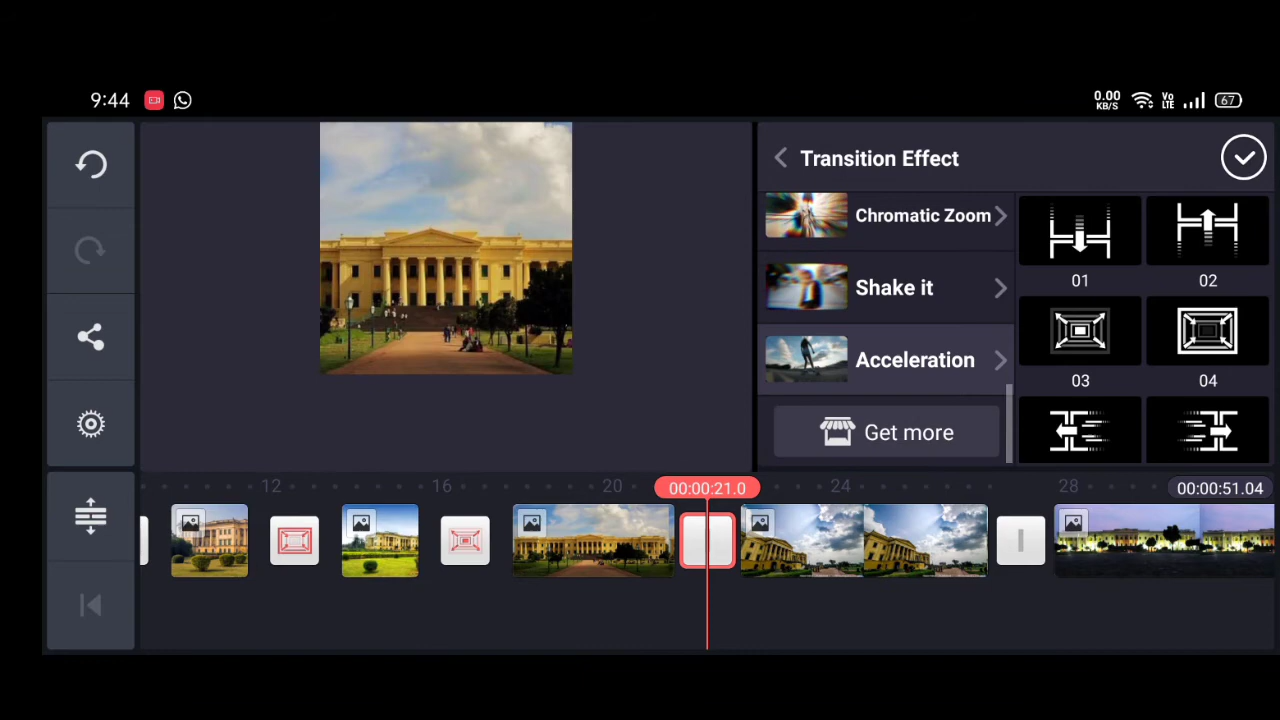 9:44
0.00
KB/S
Vo
LTE
67
Transition Effect
Chromatic Zoom
Shake it
Acceleration
Get more
01
02
03
04
12
16
20
00:00:21.0
24
28
00:00:51.04